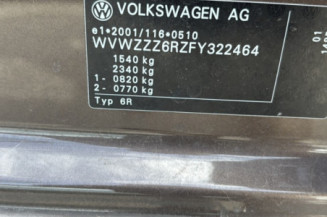 VOLKSWAGEN AG
e1*2001/116*0510
WVWZZZ6RZFY322464
1540 kg
2340 kg
1- 0820 kg
2- 0770 kg
Typ 6R